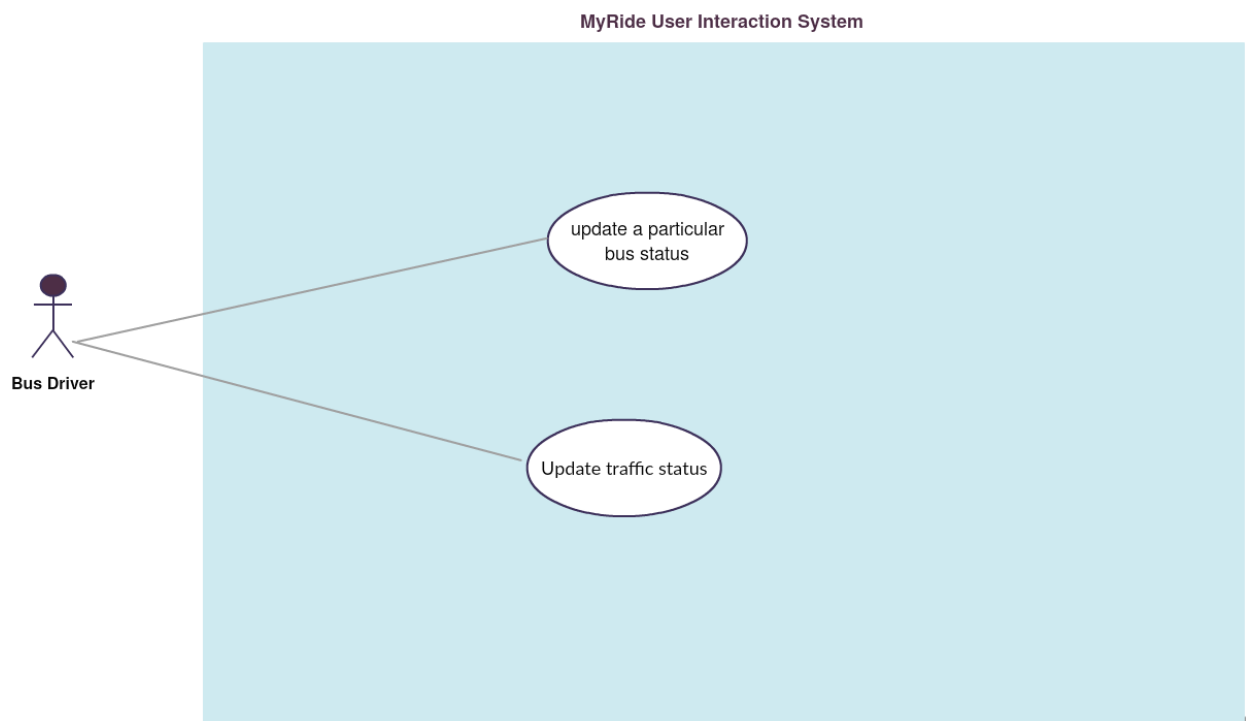 MyRide User Interaction System
update a particular
bus status
Bus Driver
Update traffic status